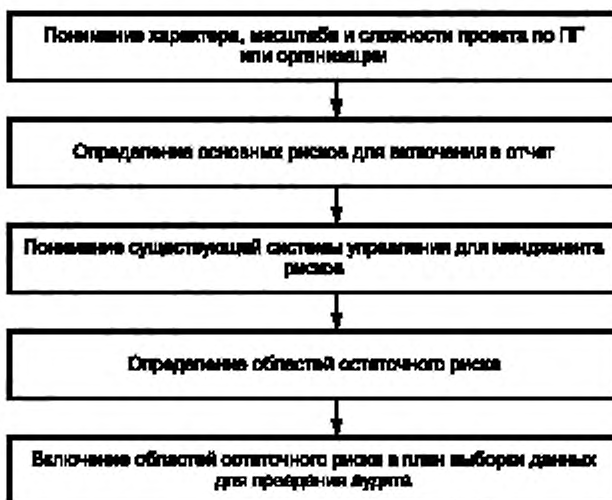 Понимание характера, масштаба и сложности проекта по ПГ
или организации
Определение основных рисков для включения в отчет
Понимание существующей системы управления для менеджмента
рисков
Определение областей остаточного риска
Включение областей остаточного риска в план выборки данных
для проведения аудита